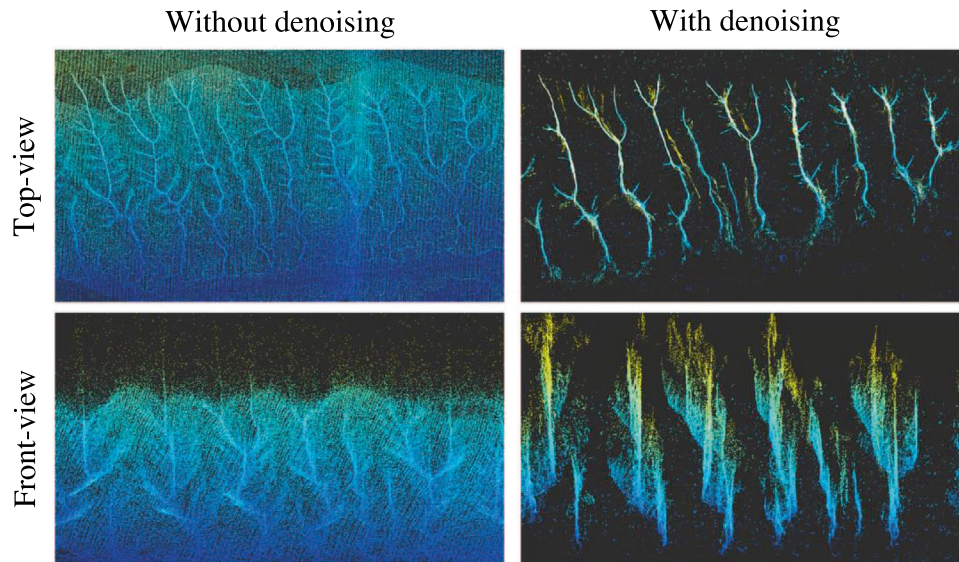 Without denoising
With denoising
Top-view
Front-view